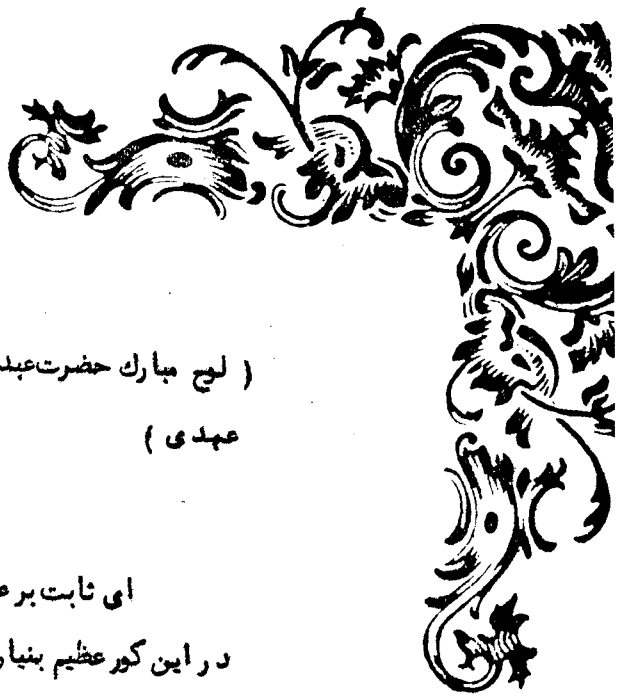 ( لوح مبارك حضرت عبد
عهدی )
ای ثابت بر ع
در این کور عظیم بنیا